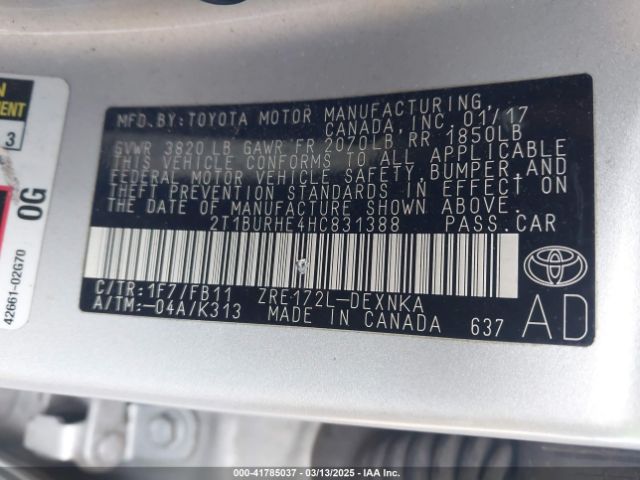 MFD. BY: TOYOTA MOTOR MANUFACTURING,
CANADA, INC. 01/17
GVWR 3820 LB GAWR FR 2070LB RR 1850LB
THIS VEHICLE CONFORMS TO ALL APPLICABLE
FEDERAL MOTOR VEHICLE SAFETY, BUMPER, AND
THEFT PREVENTION STANDARDS IN EFFECT ON
THE DATE OF MANUFACTURE SHOWN ABOVE.
2T1BURHE4HC831388 PASS. CAR
C/TR: 1F7/FB11 ZRE172L-DEXNKA
A/TM: -04A/K313 MADE IN CANADA 637
AD
3
0G
42661-02G70
000-41785037 - 03/13/2025 - IAA Inc.